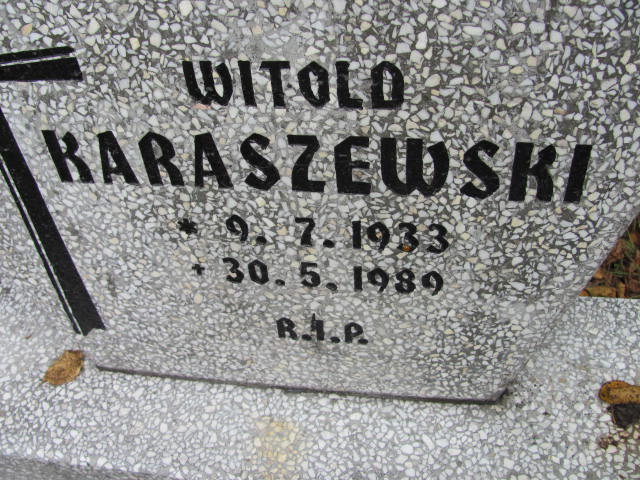 WITOLD
KARASZEWSKI
* 9. 7. 1933
+ 30. 5. 1989
R.I.P.